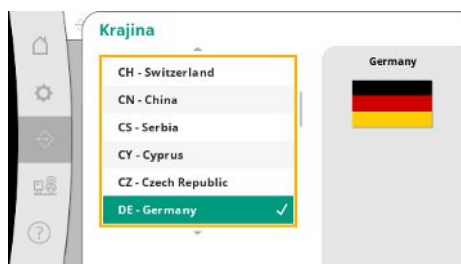 Krajina
CH - Switzerland
CN - China
CS - Serbia
CY - Cyprus
CZ - Czech Republic
DE - Germany
Germany
?